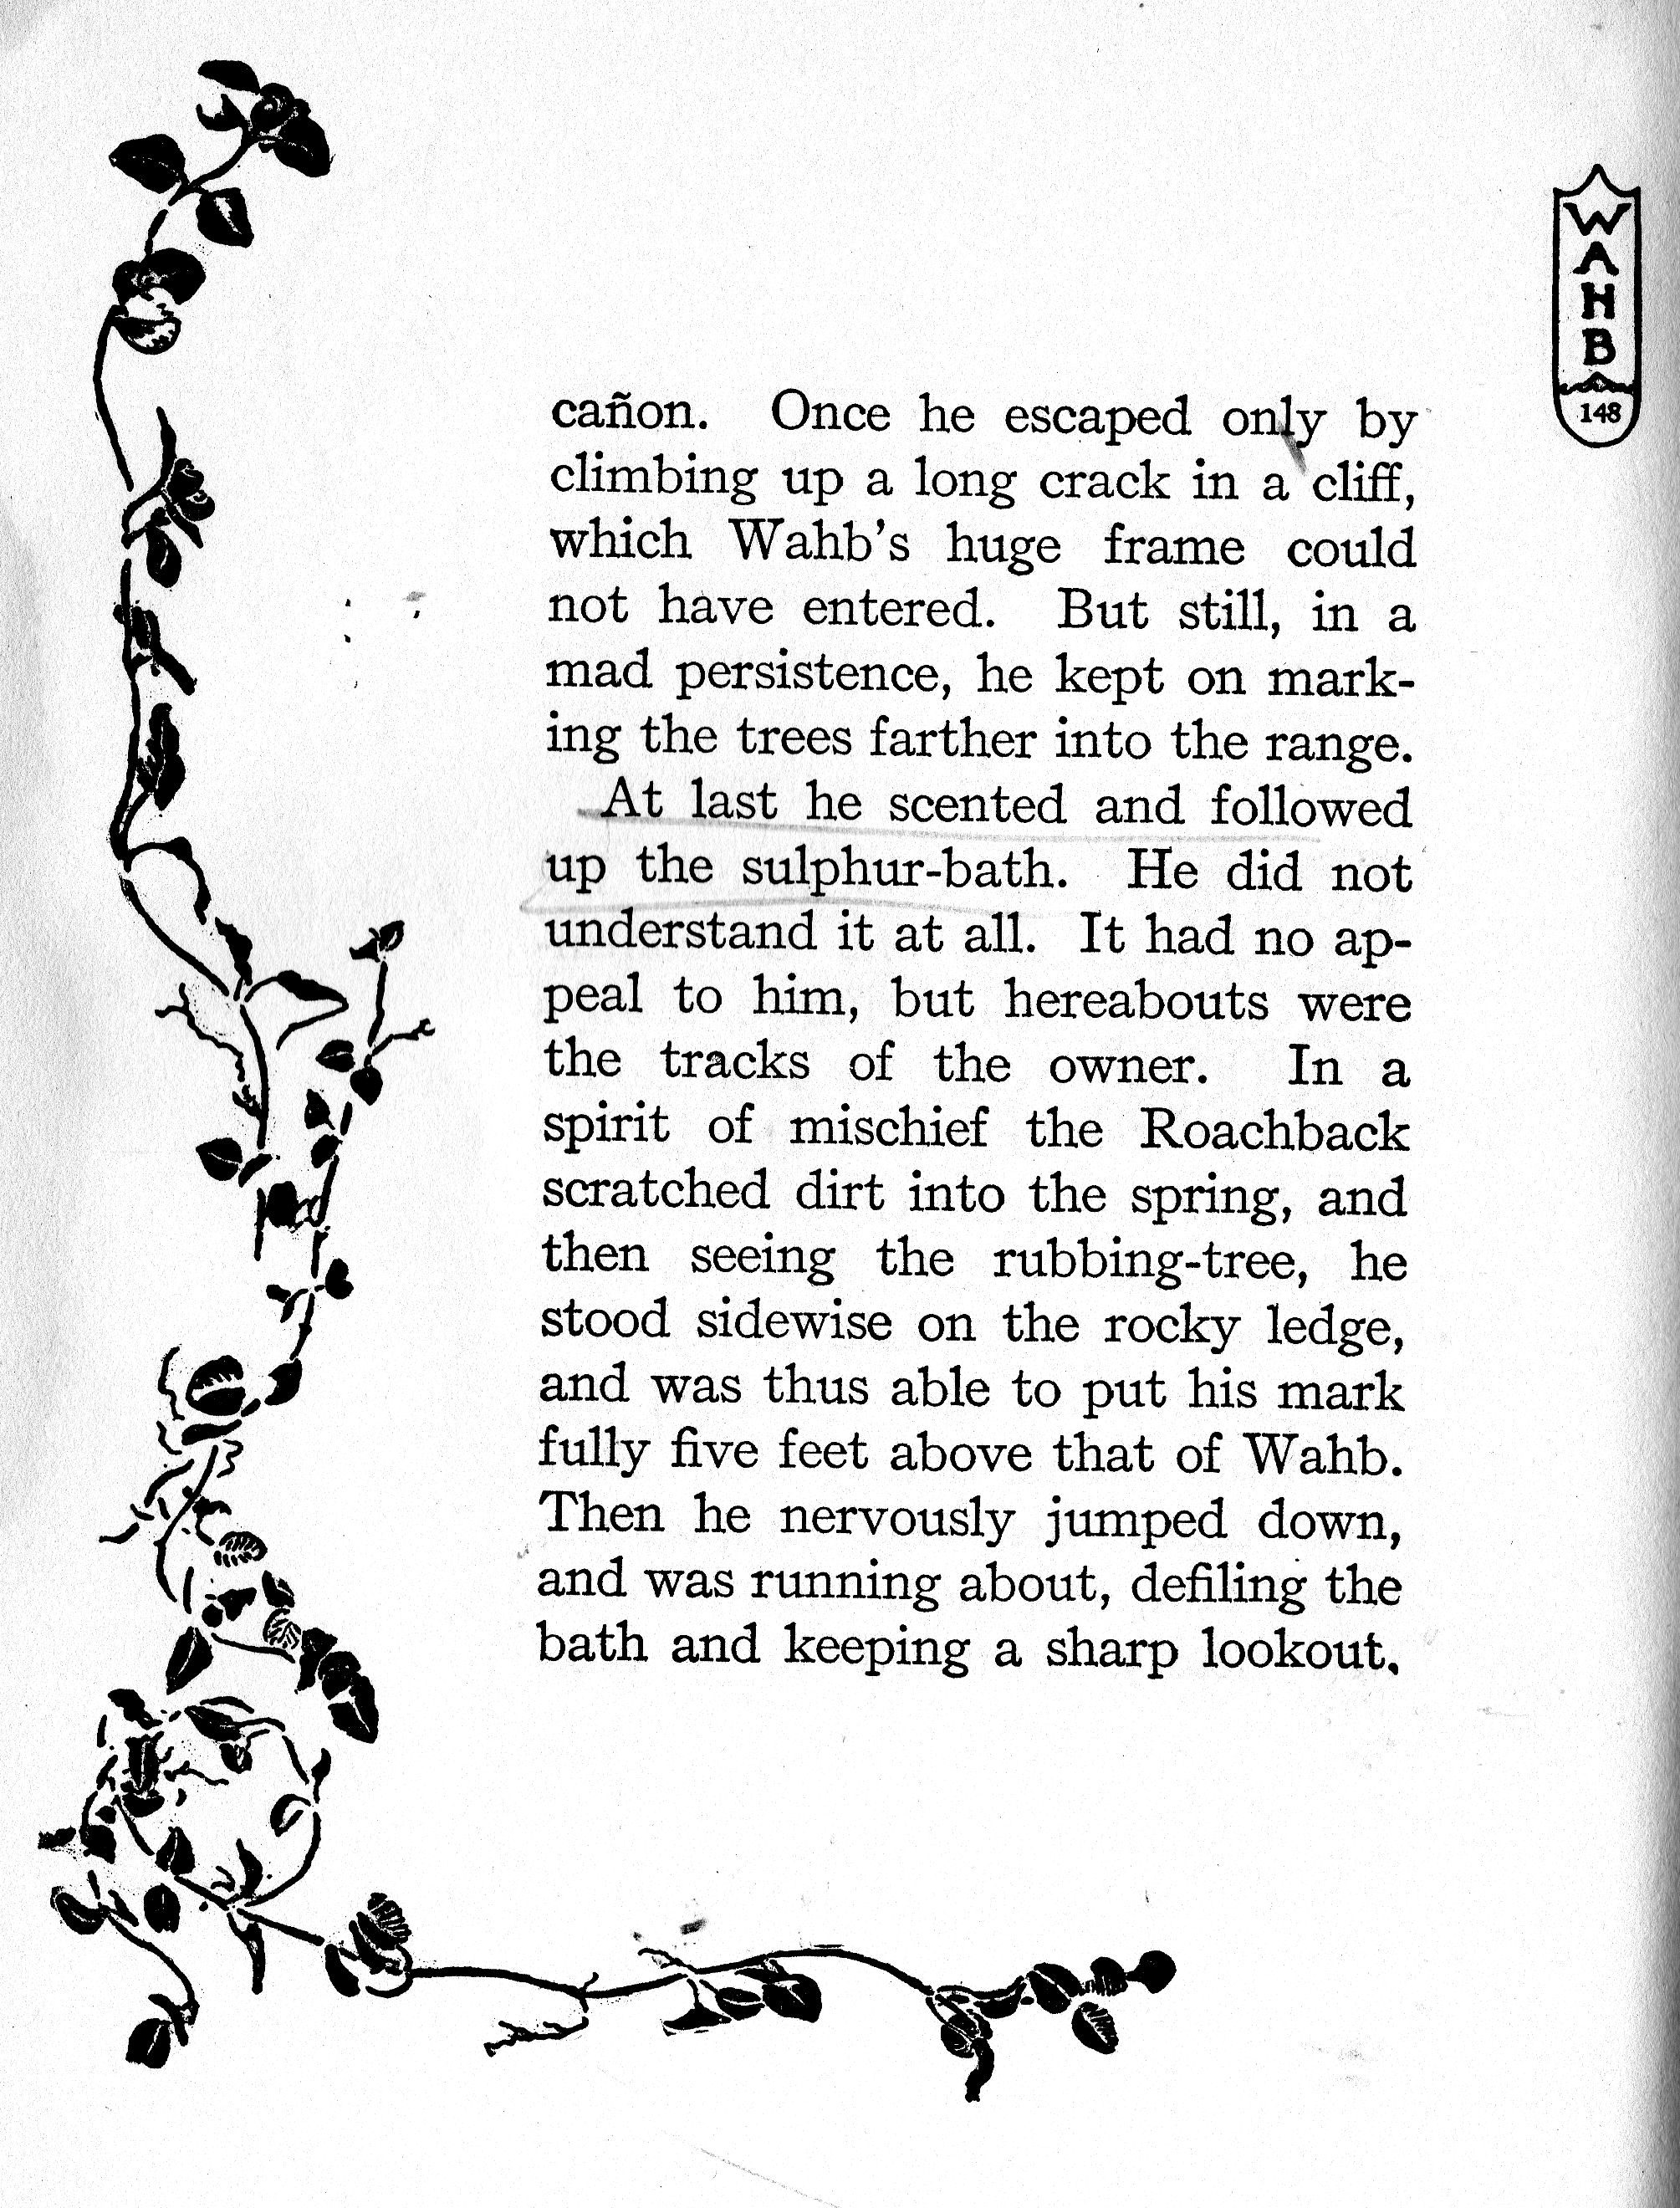 WAHB
148
cañon. Once he escaped only by
climbing up a long crack in a cliff,
which Wahb's huge frame could
not have entered. But still, in a
mad persistence, he kept on mark-
ing the trees farther into the range.
At last he scented and followed
up the sulphur-bath. He did not
understand it at all. It had no ap-
peal to him, but hereabouts were
the tracks of the owner. In a
spirit of mischief the Roachback
scratched dirt into the spring, and
then seeing the rubbing-tree, he
stood sidewise on the rocky ledge,
and was thus able to put his mark
fully five feet above that of Wahb.
Then he nervously jumped down,
and was running about, defiling the
bath and keeping a sharp lookout.